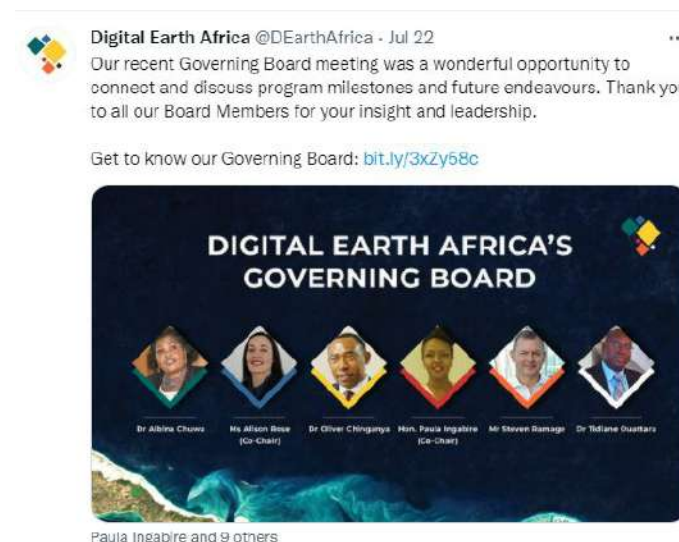 Digital Earth Africa @DEarthAfrica · Jul 22
Our recent Governing Board meeting was a wonderful opportunity to
connect and discuss program milestones and future endeavours. Thank yo
to all our Board Members for your insight and leadership.
Get to know our Governing Board: bit.ly/3xZy58c
DIGITAL EARTH AFRICA'S
GOVERNING BOARD
Dr Albina Chuwa Ms Alison Rose Dr Oliver Chinganya Hon. Paula Ingabire Mr Steven Ramage Dr Tidiane Ouattara
(Co-Chair) (Co-Chair)
Paula Ingabire and 9 others